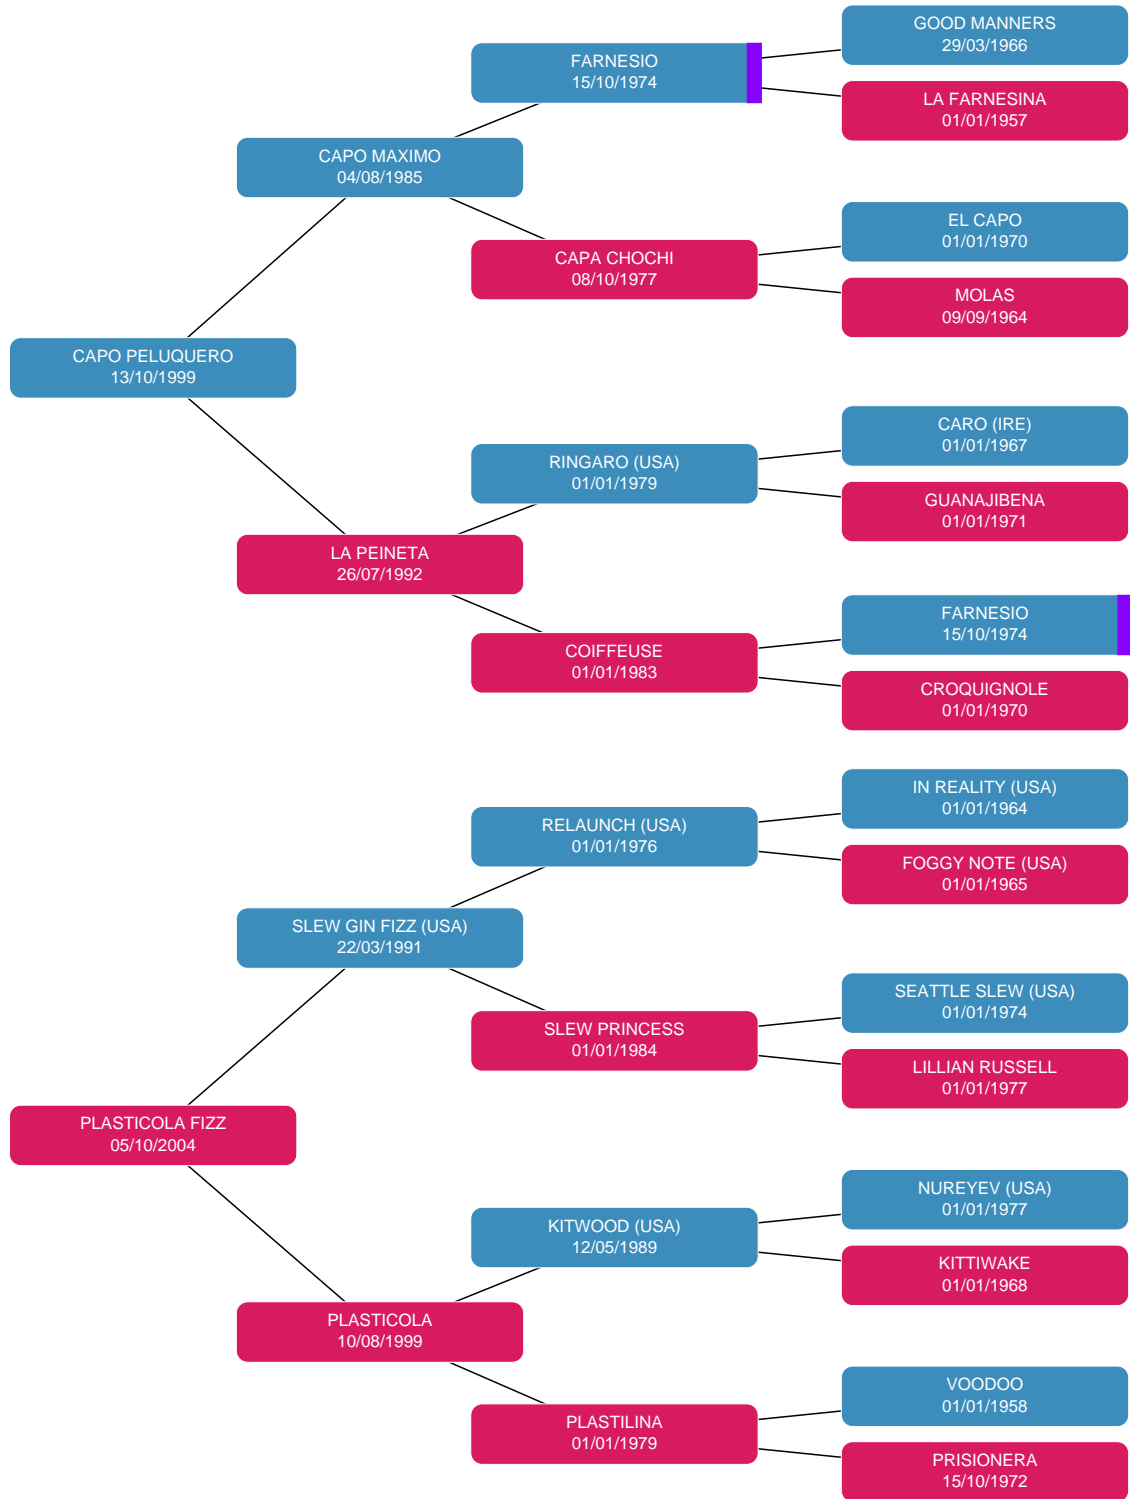 GOOD MANNERS
29/03/1966
FARNESIO
15/10/1974
LA FARNESINA
01/01/1957
CAPO MAXIMO
04/08/1985
EL CAPO
01/01/1970
CAPA CHOCHI
08/10/1977
MOLAS
09/09/1964
CAPO PELUQUERO
13/10/1999
CARO (IRE)
01/01/1967
RINGARO (USA)
01/01/1979
GUANAJIBENA
01/01/1971
LA PEINETA
26/07/1992
FARNESIO
15/10/1974
COIFFEUSE
01/01/1983
CROQUIGNOLE
01/01/1970
IN REALITY (USA)
01/01/1964
RELAUNCH (USA)
01/01/1976
FOGGY NOTE (USA)
01/01/1965
SLEW GIN FIZZ (USA)
22/03/1991
SEATTLE SLEW (USA)
01/01/1974
SLEW PRINCESS
01/01/1984
LILLIAN RUSSELL
01/01/1977
PLASTICOLA FIZZ
05/10/2004
NUREYEV (USA)
01/01/1977
KITWOOD (USA)
12/05/1989
KITTIWAKE
01/01/1968
PLASTICOLA
10/08/1999
VOODOO
01/01/1958
PLASTILINA
01/01/1979
PRISIONERA
15/10/1972